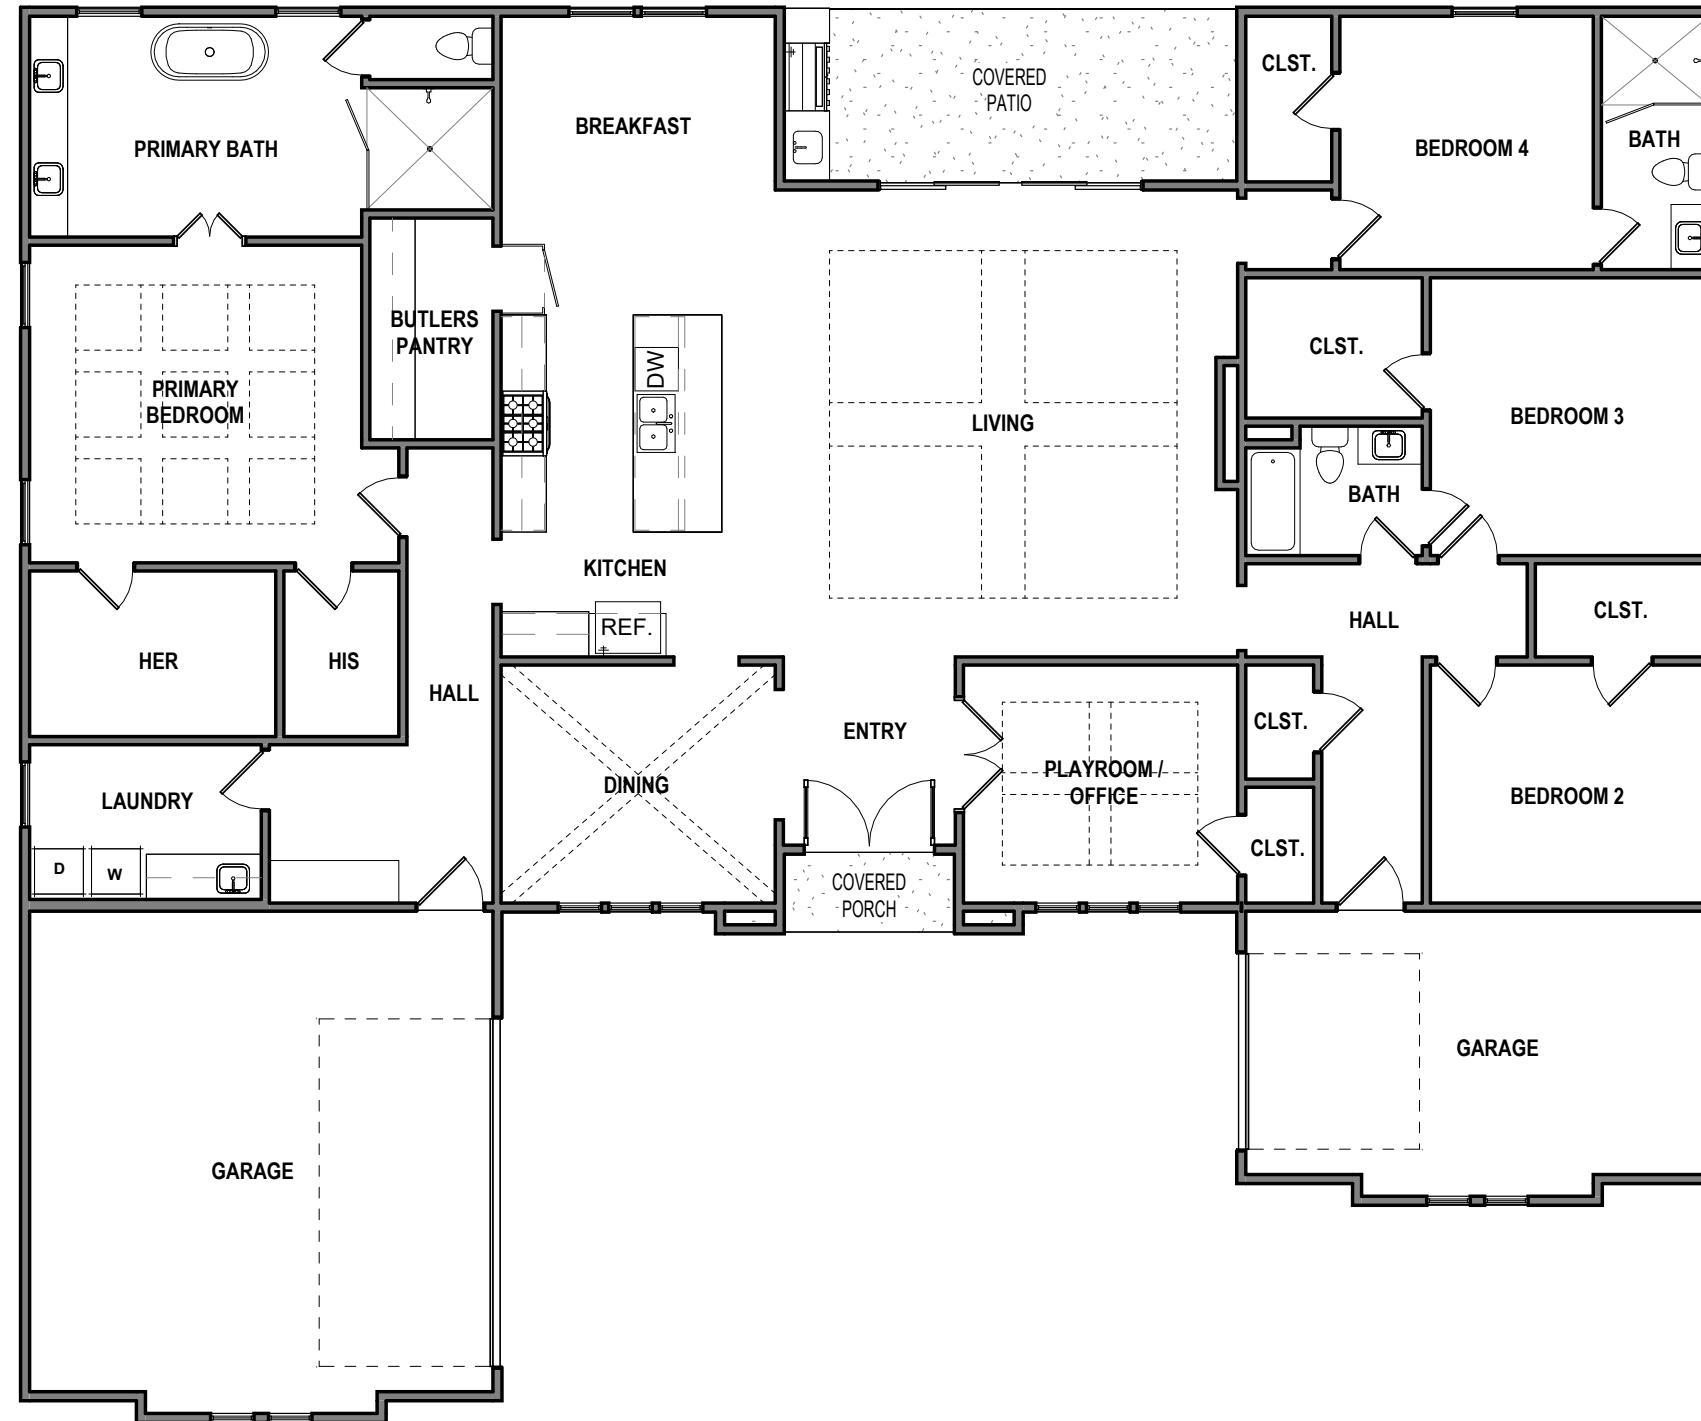 COVERED
PATIO
CLST.
BREAKFAST
PRIMARY BATH
BEDROOM 4
BATH
BUTLERS
PANTRY
CLST.
DW
PRIMARY
BEDROOM
LIVING
BEDROOM 3
BATH
KITCHEN
REF.
HALL
CLST.
HER
HIS
HALL
CLST.
ENTRY
PLAYROOM /
OFFICE
DINING
LAUNDRY
BEDROOM 2
CLST.
D
W
COVERED
PORCH
GARAGE
GARAGE